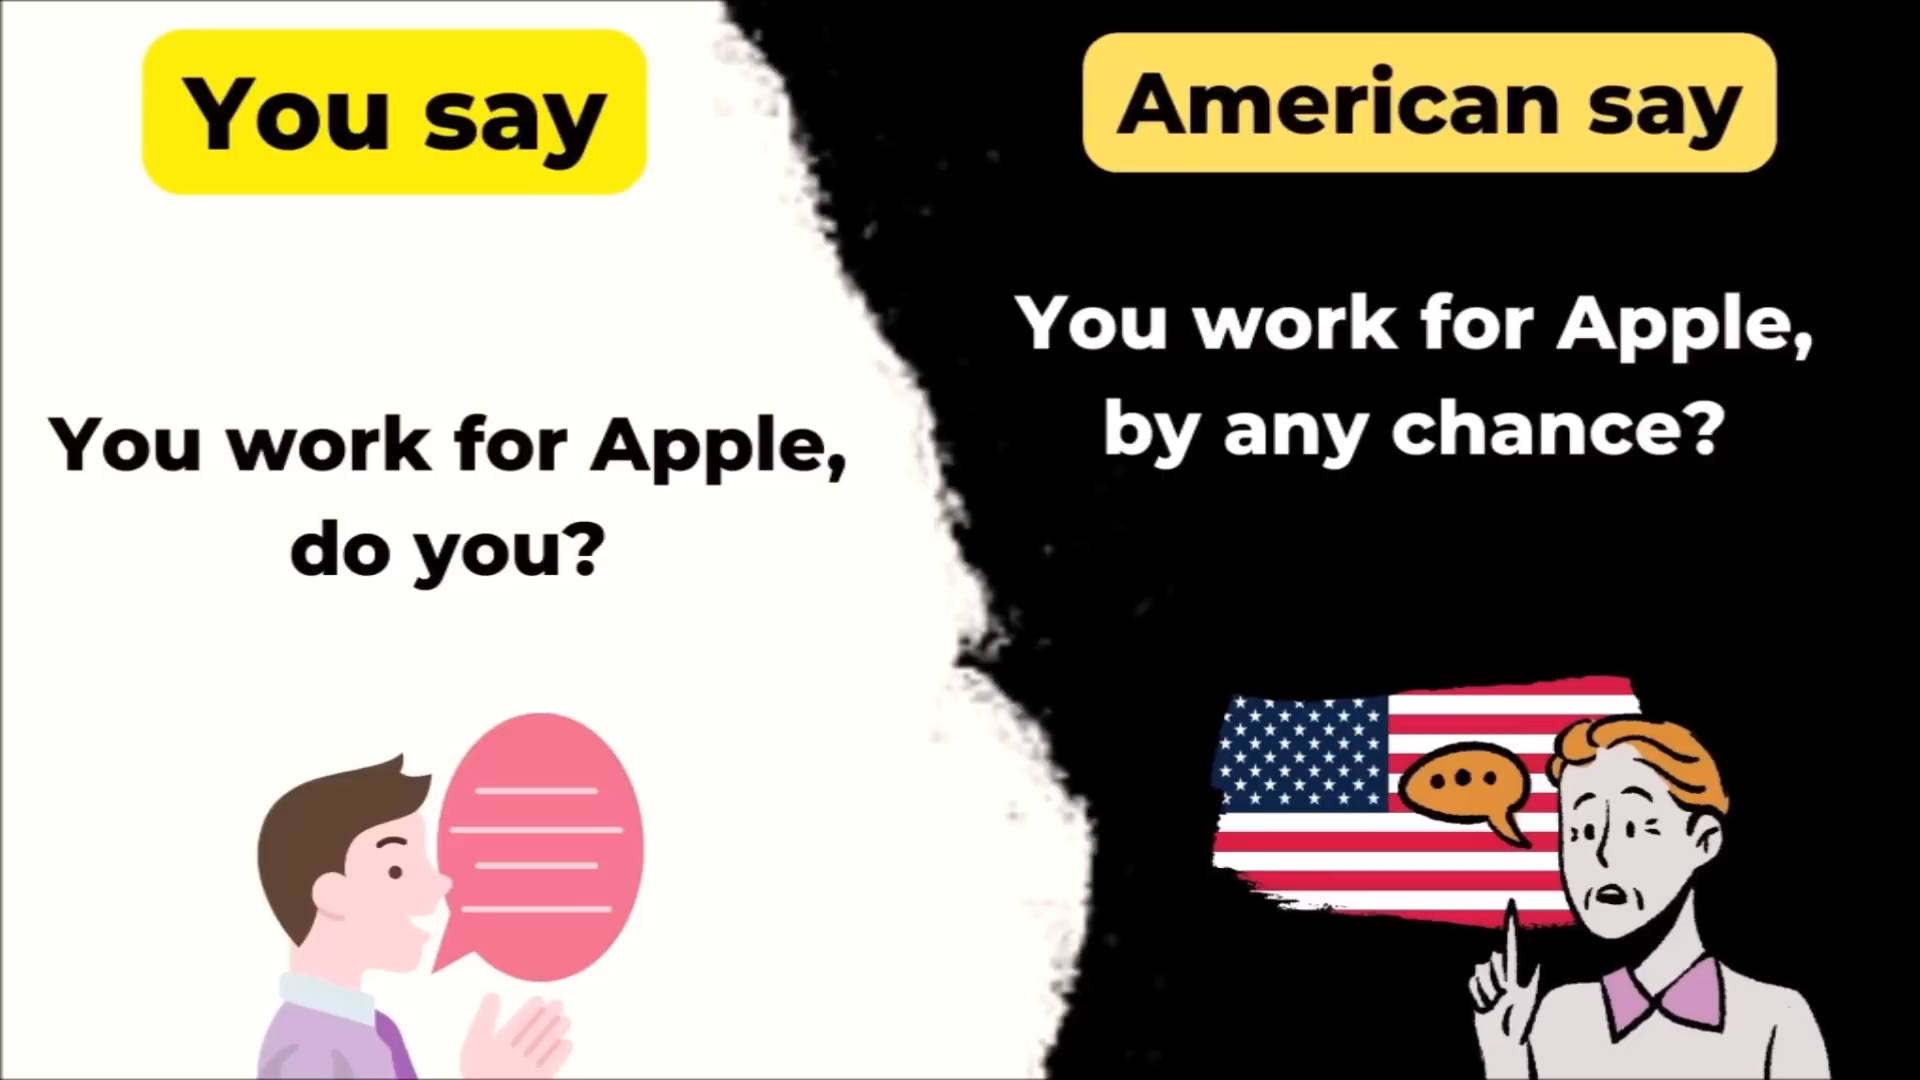 You say
You work for Apple,
do you?
American say
You work for Apple,
by any chance?